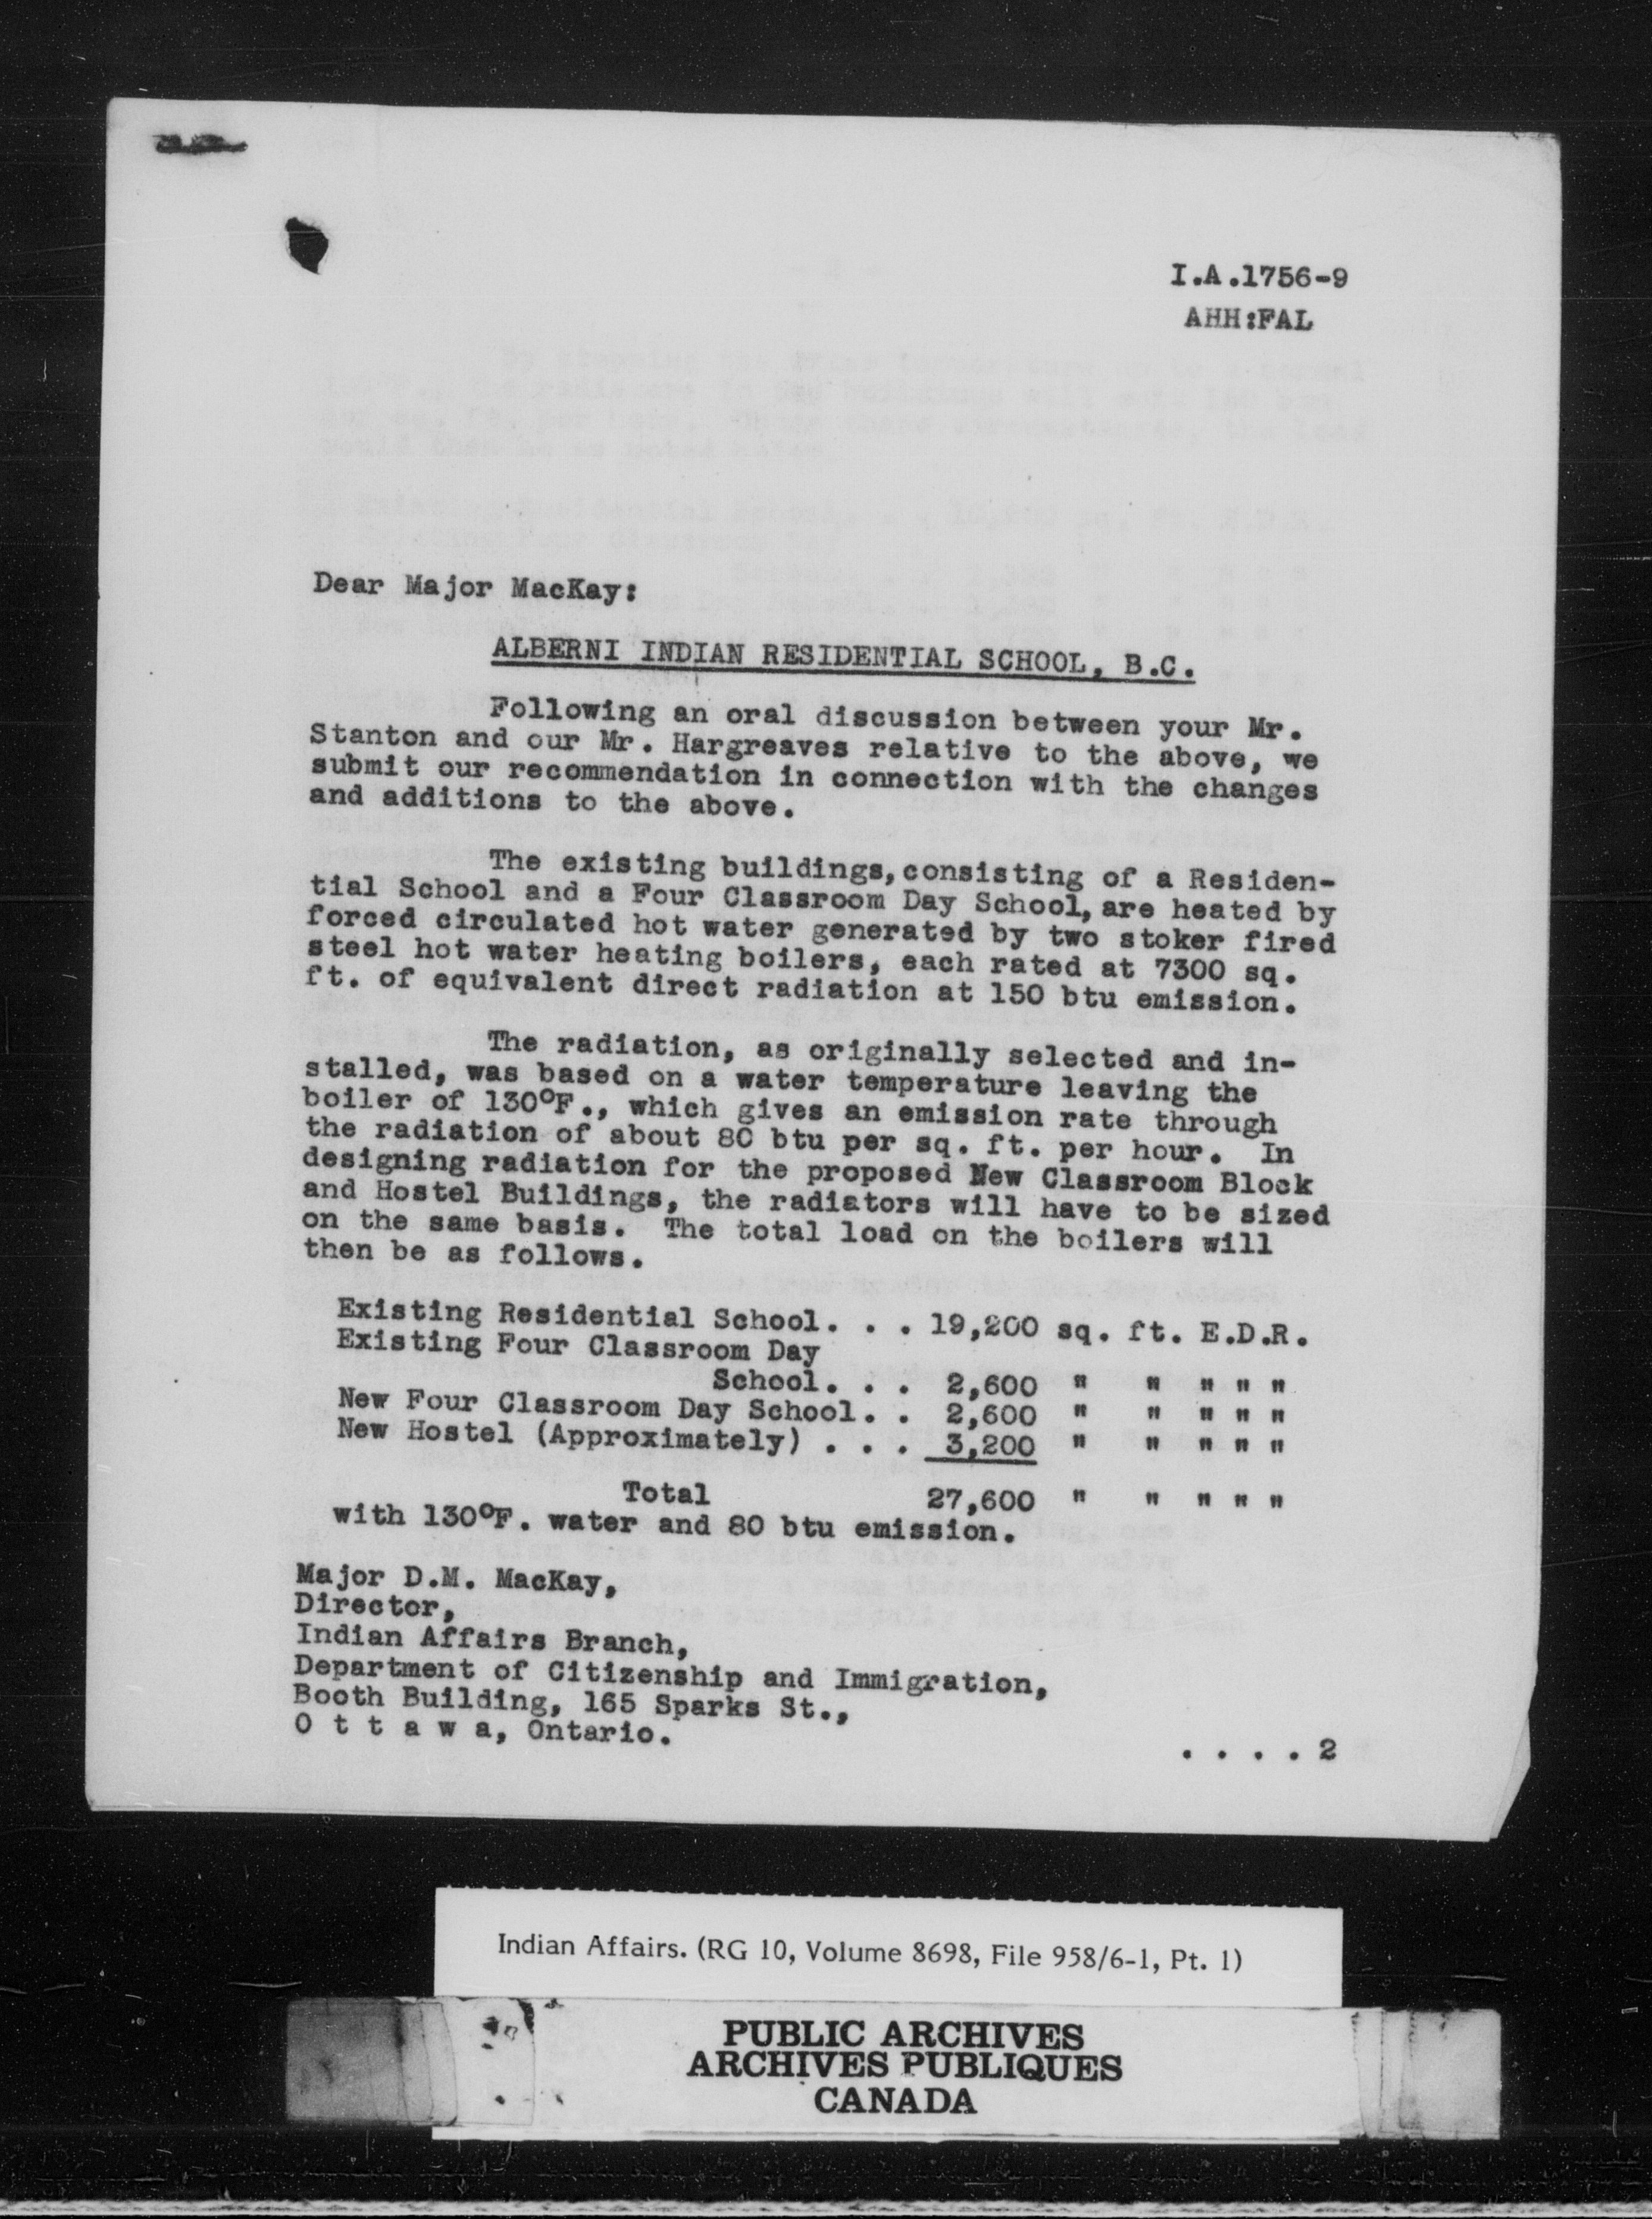 I.A.1756-9
AHH:FAL
Dear Major MacKay:
ALBERNI INDIAN RESIDENTIAL SCHOOL, B.C.
Following an oral discussion between your Mr.
Stanton and our Mr. Hargreaves relative to the above, we
submit our recommendation in connection with the changes
and additions to the above.
The existing buildings, consisting of a Residen-
tial School and a Four Classroom Day School, are heated by
forced circulated hot water generated by two stoker fired
steel hot water heating boilers, each rated at 7300 sq.
ft. of equivalent direct radiation at 150 btu emission.
The radiation, as originally selected and in-
stalled, was based on a water temperature leaving the
boiler of 130°F., which gives an emission rate through
the radiation of about 80 btu per sq. ft. per hour. In
designing radiation for the proposed New Classroom Block
and Hostel Buildings, the radiators will have to be sized
on the same basis. The total load on the boilers will
then be as follows.
Existing Residential School. . . 19,200 sq. ft. E.D.R.
Existing Four Classroom Day
School. . . 2,600 " " " " "
New Four Classroom Day School. . 2,600 " " " " "
New Hostel (Approximately) . . . 3,200 " " " " "
Total 27,600 " " " " "
with 130°F. water and 80 btu emission.
Major D.M. MacKay,
Director,
Indian Affairs Branch,
Department of Citizenship and Immigration,
Booth Building, 165 Sparks St.,
O t t a w a, Ontario.
. . . . 2
Indian Affairs. (RG 10, Volume 8698, File 958/6-1, Pt. 1)
PUBLIC ARCHIVES
ARCHIVES PUBLIQUES
CANADA